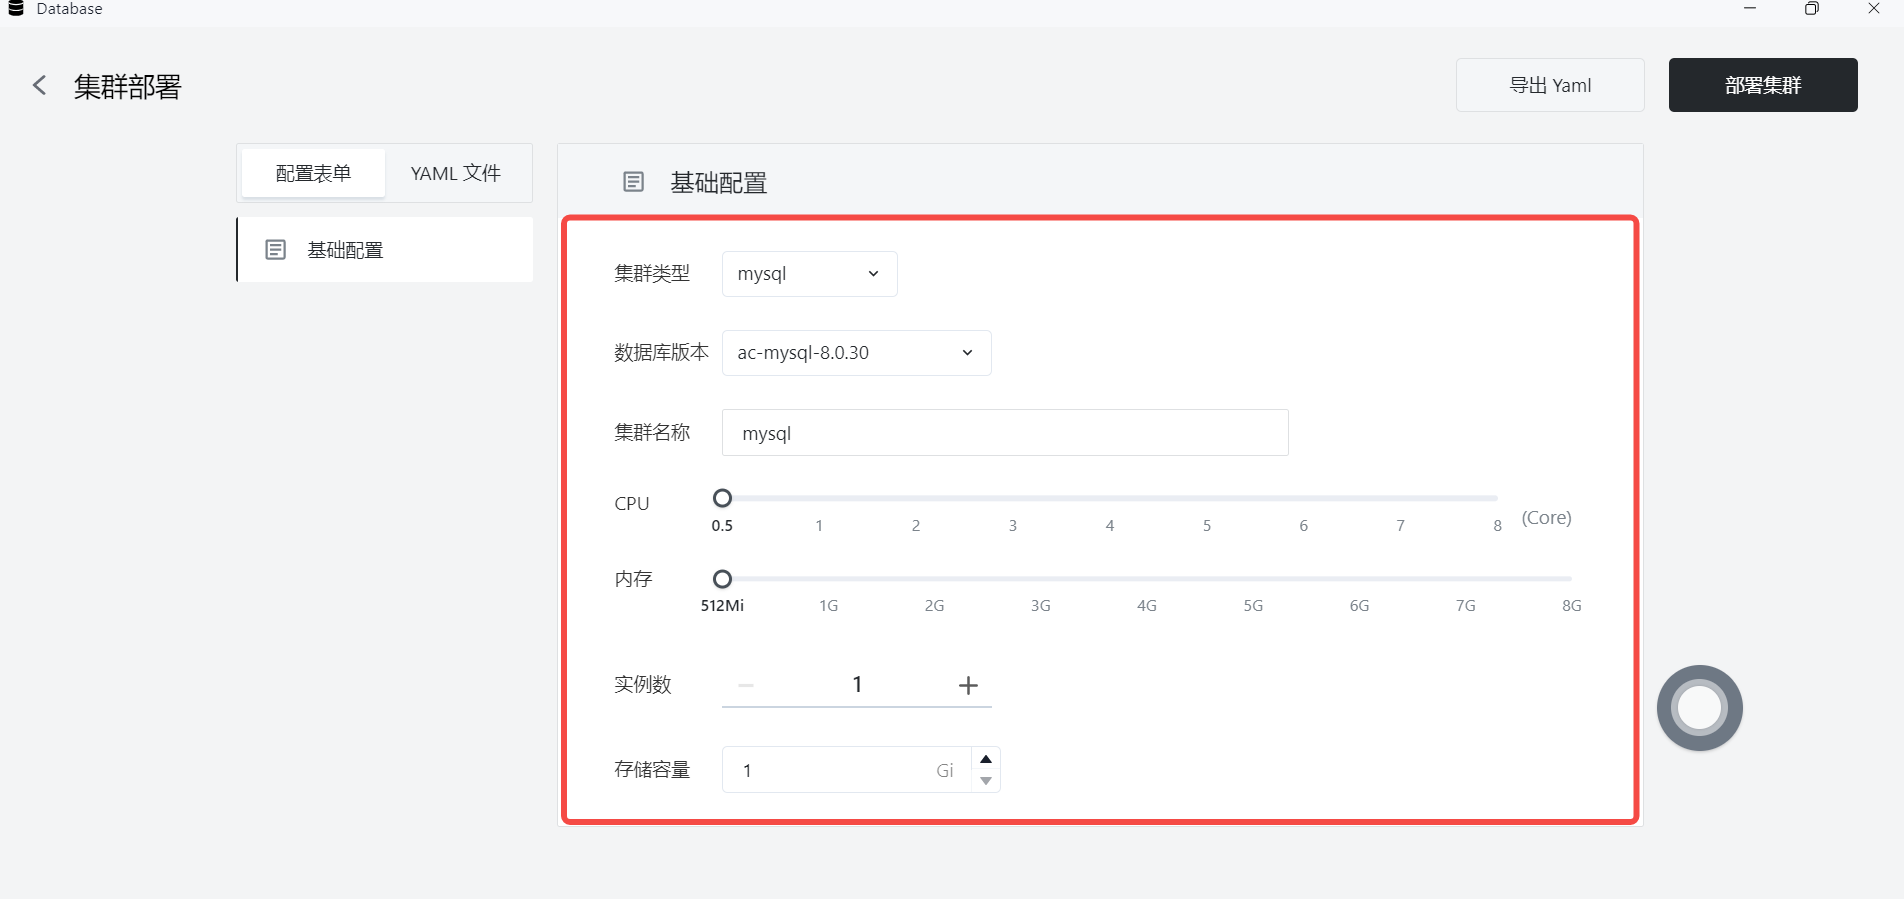 Database
集群部署
导出 Yaml
部署集群
配置表单
YAML 文件
基础配置
基础配置
集群类型
mysql
数据库版本
ac-mysql-8.0.30
集群名称
mysql
CPU
0.5 1 2 3 4 5 6 7 8 (Core)
内存
512Mi 1G 2G 3G 4G 5G 6G 7G 8G
实例数
1
存储容量
1 Gi